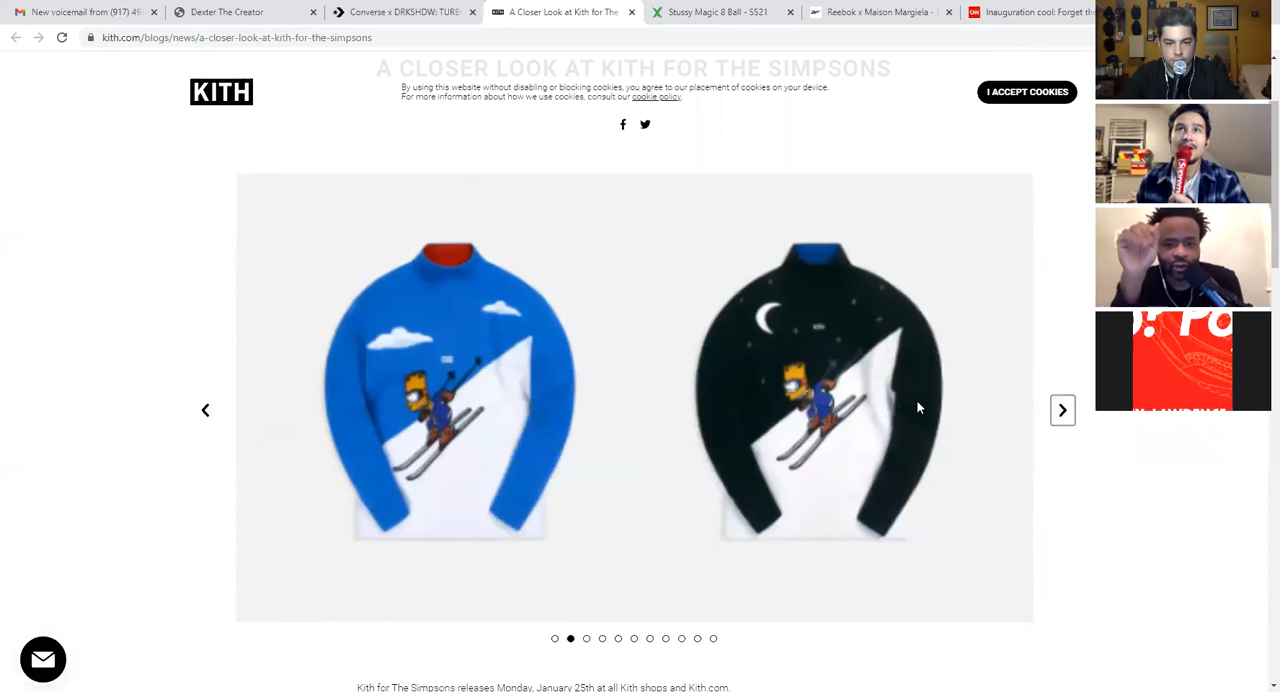 New voicemail from (917) 49
Dexter The Creator
Converse x DRKSHDW: TURB
A Closer Look at Kith for The
Stussy Magic 8 Ball - SS21
Reebok x Maison Margiela -
Inauguration cool: Forget the
kith.com/blogs/news/a-closer-look-at-kith-for-the-simpsons
A CLOSER LOOK AT KITH FOR THE SIMPSONS
KITH
By using this website without disabling or blocking cookies, you agree to our placement of cookies on your device.
For more information about how we use cookies, consult our cookie policy.
I ACCEPT COOKIES
Supreme
KITH
Kith for The Simpsons releases Monday, January 25th at all Kith shops and Kith.com.